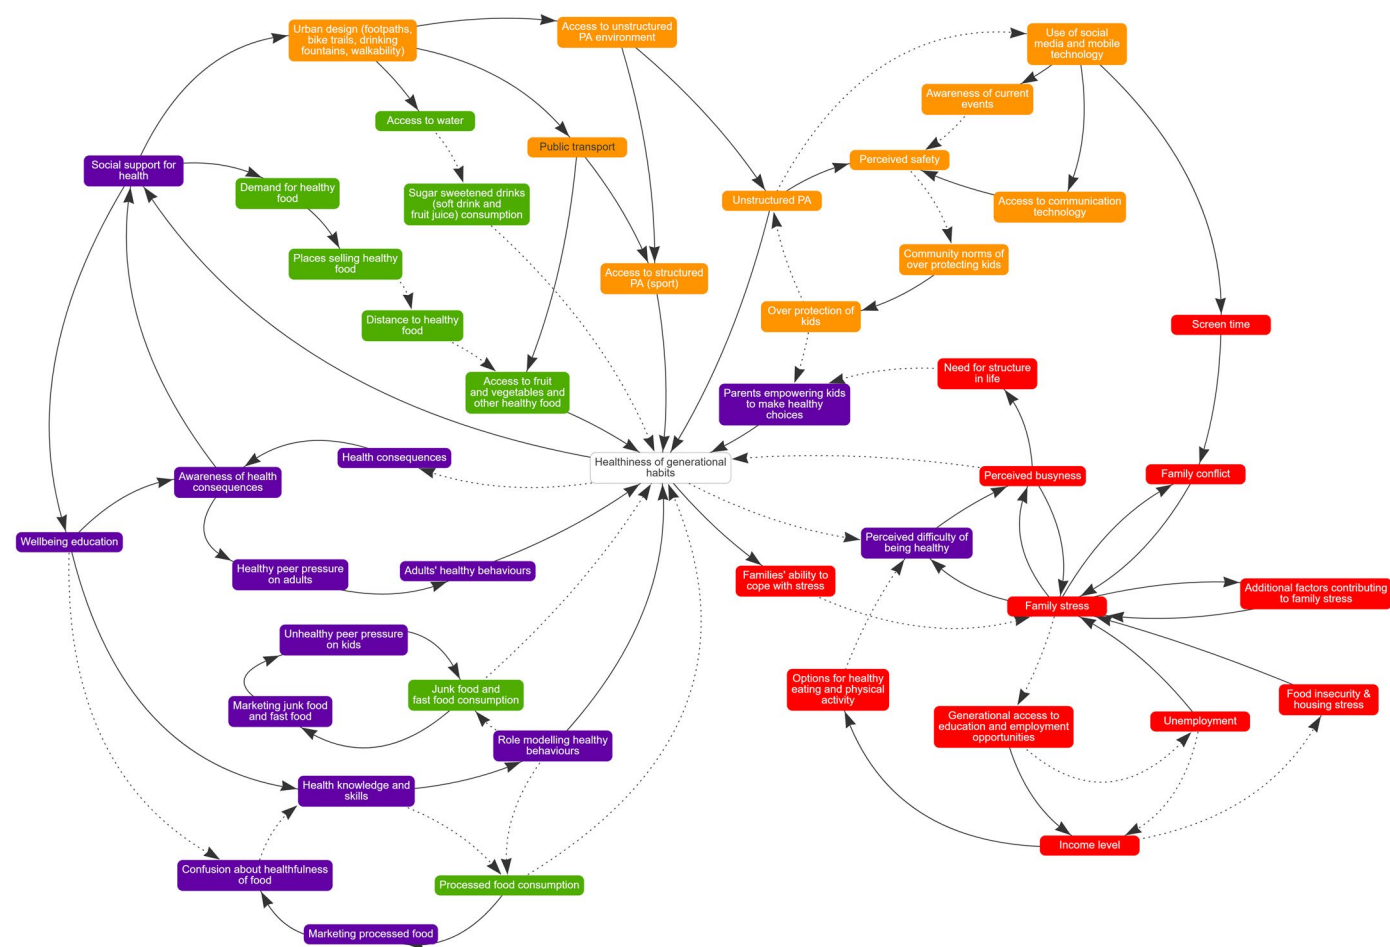 Urban design (footpaths,
bike trails, drinking
fountains, walkability)
Access to unstructured
PA environment
Use of social
media and mobile
technology
Awareness of current
events
Access to water
Public transport
Perceived safety
Social support for
health
Demand for healthy
food
Sugar sweetened drinks
(soft drink and
fruit juice) consumption
Unstructured PA
Access to communication
technology
Places selling healthy
food
Community norms of
over protecting kids
Access to structured
PA (sport)
Distance to healthy
food
Over protection of
kids
Screen time
Access to fruit
and vegetables and
other healthy food
Parents empowering kids
to make healthy
choices
Need for structure
in life
Health consequences
Healthiness of generational
habits
Awareness of health
consequences
Perceived busyness
Family conflict
Wellbeing education
Perceived difficulty of
being healthy
Healthy peer pressure
on adults
Adults' healthy behaviours
Families' ability to
cope with stress
Family stress
Additional factors contributing
to family stress
Unhealthy peer pressure
on kids
Junk food and
fast food consumption
Options for healthy
eating and physical
activity
Food insecurity &
housing stress
Marketing junk food
and fast food
Generational access to
education and employment
opportunities
Unemployment
Role modelling healthy
behaviours
Health knowledge and
skills
Income level
Confusion about healthfulness
of food
Processed food consumption
Marketing processed food